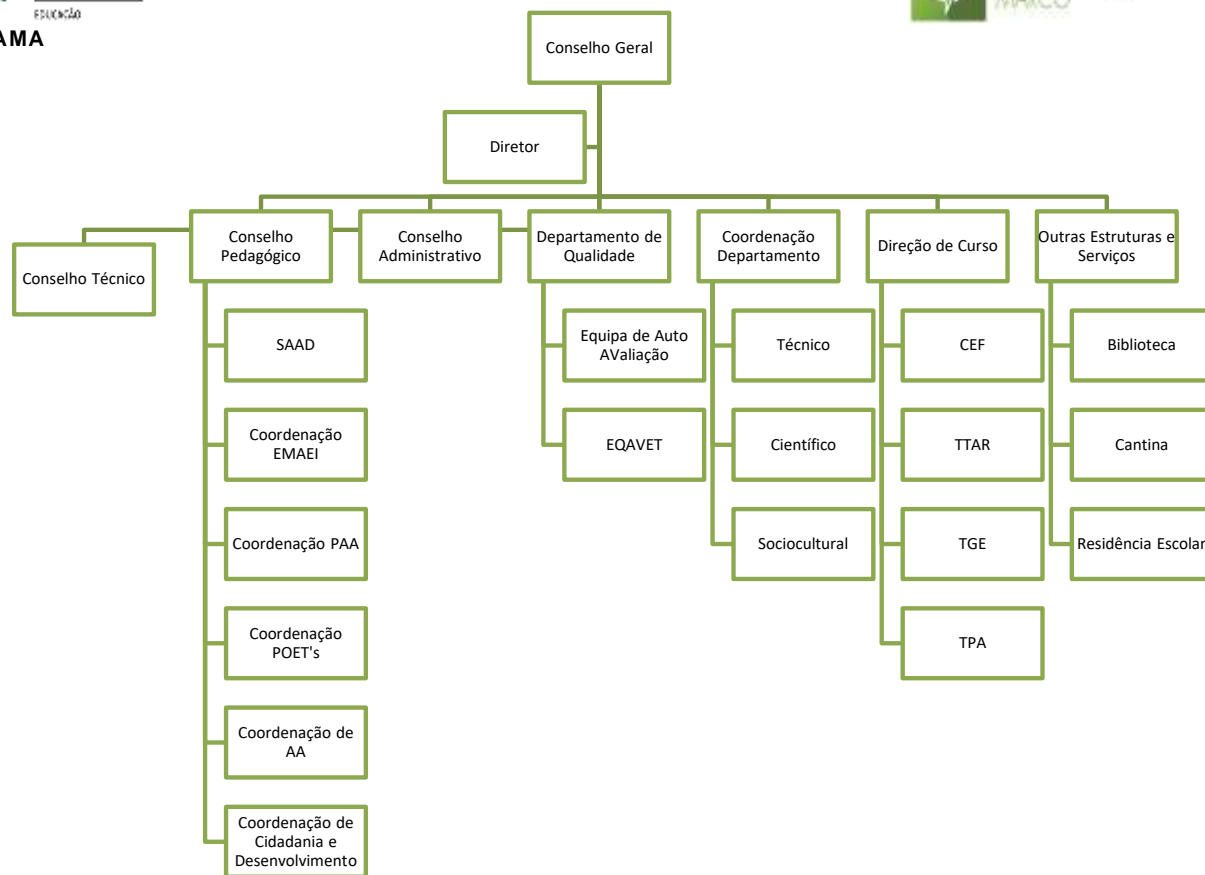 EDUCAÇÃO
AMA
MARCO
Conselho Geral
Diretor
Conselho Técnico
Conselho
Pedagógico
Conselho
Administrativo
Departamento de
Qualidade
Coordenação
Departamento
Direção de Curso
Outras Estruturas e
Serviços
SAAD
Coordenação
EMAEI
Coordenação PAA
Coordenação
POET's
Coordenação de
AA
Coordenação de
Cidadania e
Desenvolvimento
Equipa de Auto
AValiação
EQAVET
Técnico
Científico
Sociocultural
CEF
TTAR
TGE
TPA
Biblioteca
Cantina
Residência Escolar